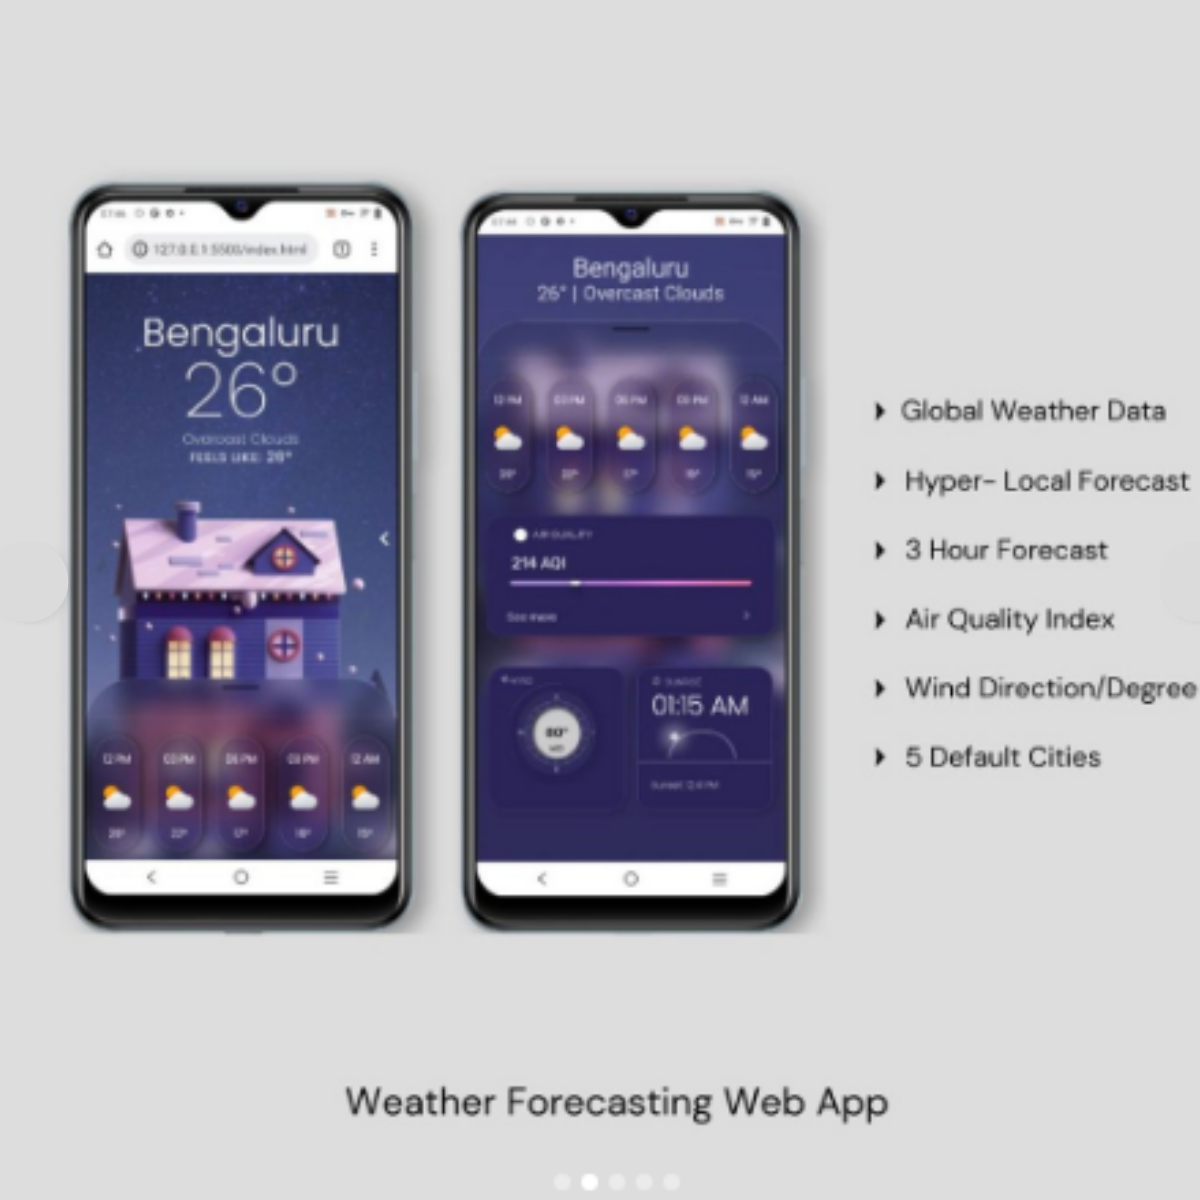 127.0.0.1:5500/index.html
Bengaluru
26°
Overcast Clouds
FEELS LIKE: 26°
12 PM 03 PM 06 PM 09 PM 12 AM
Bengaluru
26° | Overcast Clouds
12 PM 03 PM 06 PM 09 PM 12 AM
AIR QUALITY
214 AQI
See more
WIND
80°
SUNRISE
01:15 AM
Global Weather Data
Hyper- Local Forecast
3 Hour Forecast
Air Quality Index
Wind Direction/Degree
5 Default Cities
Weather Forecasting Web App